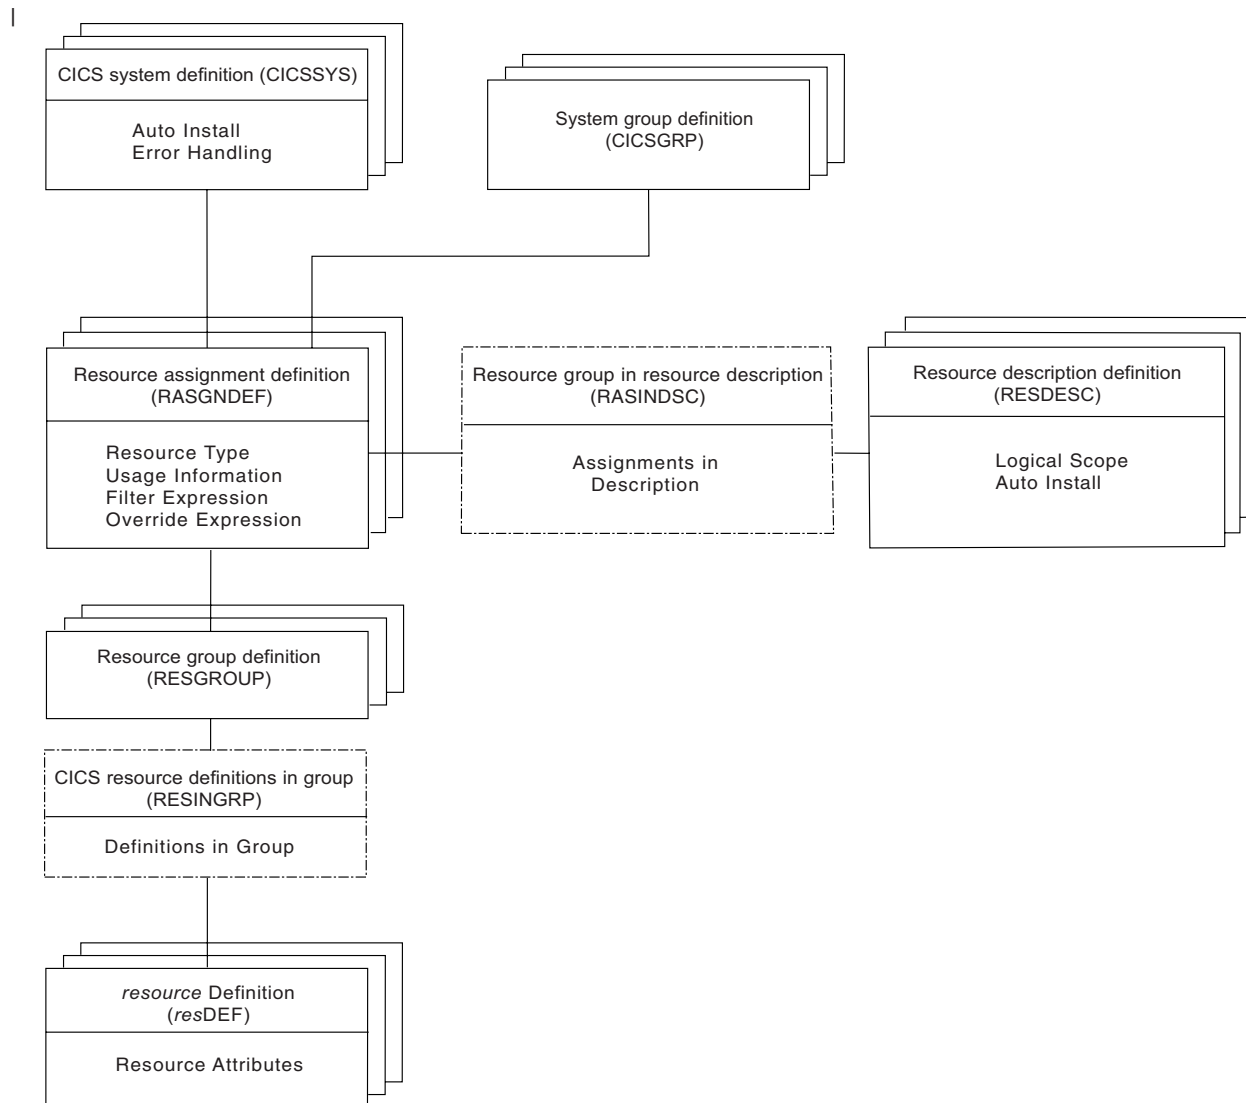 |
CICS system definition (CICSSYS)
Auto Install
Error Handling
System group definition
(CICSGRP)
Resource assignment definition
(RASGNDEF)
Resource Type
Usage Information
Filter Expression
Override Expression
Resource group in resource description
(RASINDSC)
Assignments in
Description
Resource description definition
(RESDESC)
Logical Scope
Auto Install
Resource group definition
(RESGROUP)
CICS resource definitions in group
(RESINGRP)
Definitions in Group
resource Definition
(resDEF)
Resource Attributes